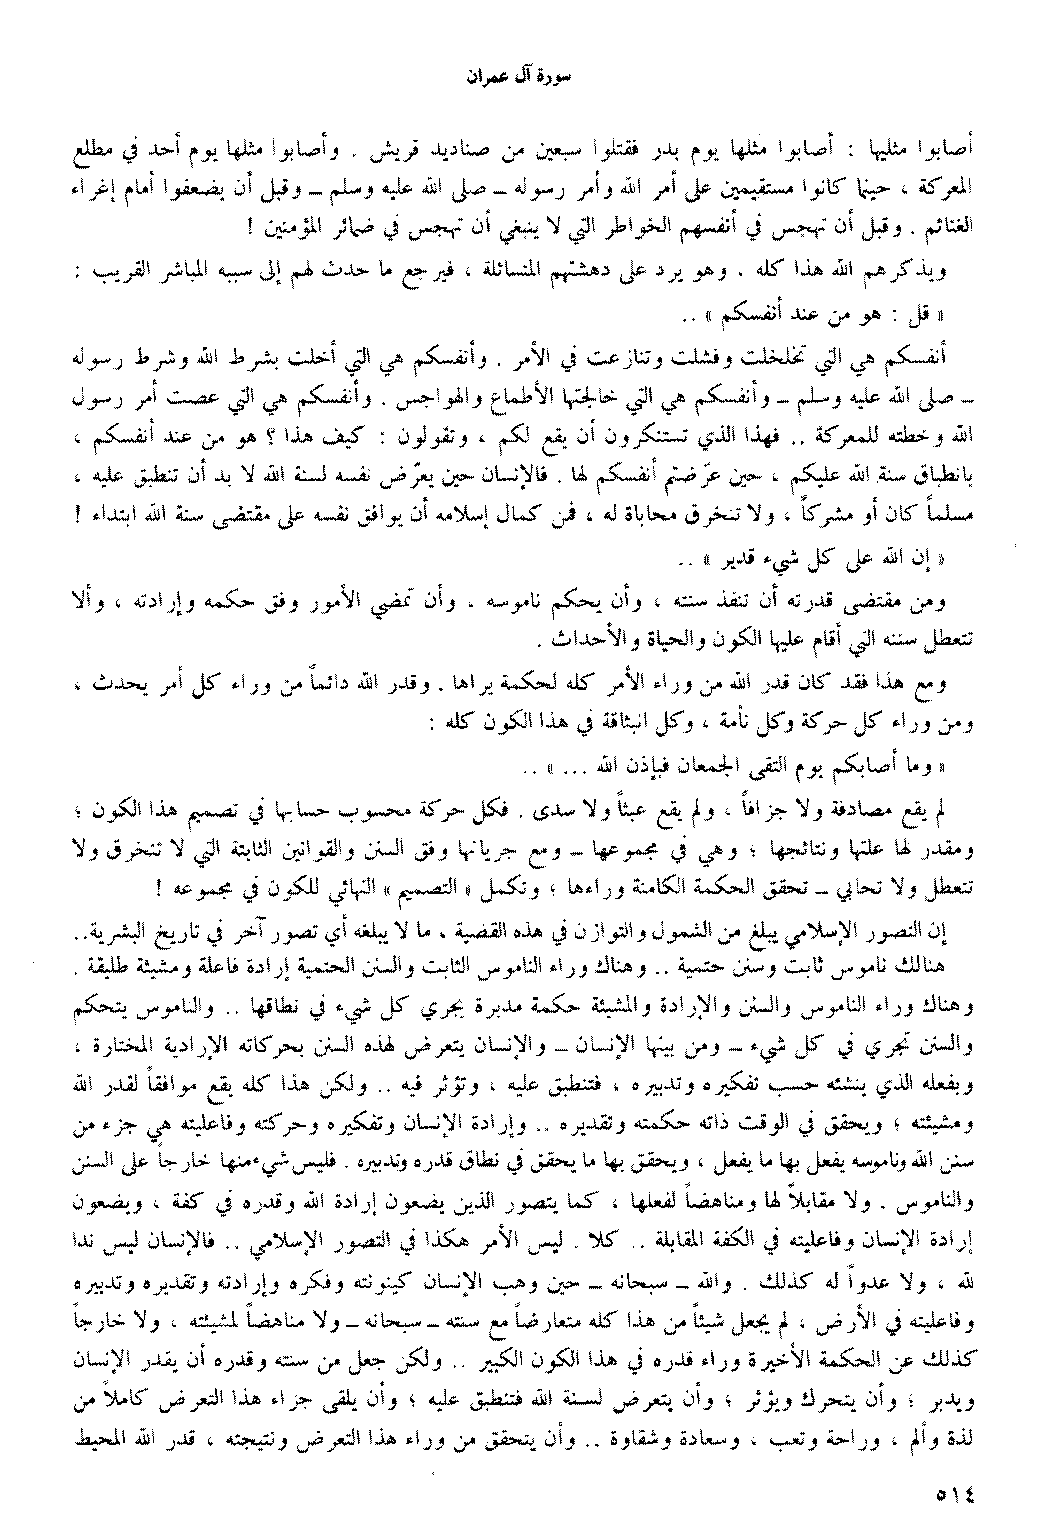 سورة آل عمران
أصابوا مثليها : أصابوا مثلها يوم بدر فقتلوا سبعين من صناديد قريش . وأصابوا مثلها يوم أحد في مطلع
المعركة ، حينما كانوا مستقيمين على أمر الله وأمر رسوله – صلى الله عليه وسلم – وقبل أن يضعفوا أمام إغراء
الغنائم . وقبل أن تهجس في أنفسهم الخواطر التي لا ينبغي أن تهجس في ضمائر المؤمنين !
ويذكرهم الله هذا كله . وهو يرد على دهشتهم المتسائلة ، فيرجع ما حدث لهم إلى سببه المباشر القريب :
« قل : هو من عند أنفسكم » ..
أنفسكم هي التي تخلخلت وفشلت وتنازعت في الأمر . وأنفسكم هي التي أخلت بشرط الله وشرط رسوله
– صلى الله عليه وسلم – وأنفسكم هي التي خالجتها الأطماع والهواجس . وأنفسكم هي التي عصت أمر رسول
الله وخطته للمعركة .. فهذا الذي تستنكرون أن يقع لكم ، وتقولون : كيف هذا ؟ هو من عند أنفسكم ،
بانطباق سنة الله عليكم ، حين عرّضتم أنفسكم لها . فالإنسان حين يعرّض نفسه لسنة الله لا بد أن تنطبق عليه ،
مسلماً كان أو مشركاً ، ولا تنخرق محاباة له ، فمن كمال إسلامه أن يوافق نفسه على مقتضى سنة الله ابتداء !
« إن الله على كل شيء قدير » ..
ومن مقتضى قدرته أن تنفذ سنته ، وأن يحكم ناموسه . وأن تمضي الأمور وفق حكمه وإرادته ، وألا
تتعطل سننه التي أقام عليها الكون والحياة والأحداث .
ومع هذا فقد كان قدر الله من وراء الأمر كله لحكمة يراها . وقدر الله دائماً من وراء كل أمر يحدث ،
ومن وراء كل حركة وكل نأمة ، وكل انبثاقة في هذا الكون كله :
« وما أصابكم يوم التقى الجمعان فبإذن الله ... » ..
لم يقع مصادفة ولا جزافاً ، ولم يقع عبثاً ولا سدى . فكل حركة محسوب حسابها في تصميم هذا الكون ؛
ومقدر لها علتها ونتائجها ؛ وهي في مجموعها – ومع جريانها وفق السنن والقوانين الثابتة التي لا تنخرق ولا
تتعطل ولا تحابي – تحقق الحكمة الكامنة وراءها ؛ وتكمل « التصميم » النهائي للكون في مجموعه !
إن التصور الإسلامي يبلغ من الشمول والتوازن في هذه القضية ، ما لا يبلغه أي تصور آخر في تاريخ البشرية..
هنالك ناموس ثابت وسنن حتمية .. وهناك وراء الناموس الثابت والسنن الحتمية إرادة فاعلة ومشيئة طليقة .
وهناك وراء الناموس والسنن والإرادة والمشيئة حكمة مدبرة يجري كل شيء في نطاقها .. والناموس يتحكم
والسنن تجري في كل شيء – ومن بينها الإنسان – والإنسان يتعرض لهذه السنن بحركاته الإرادية المختارة ،
وبفعله الذي ينشئه حسب تفكيره وتدبيره ، فتنطبق عليه ، وتؤثر فيه .. ولكن هذا كله يقع موافقاً لقدر الله
ومشيئته ؛ ويحقق في الوقت ذاته حكمته وتقديره .. وإرادة الإنسان وتفكيره وحركته وفاعليته هي جزء من
سنن الله وناموسه يفعل بها ما يفعل ، ويحقق بها ما يحقق في نطاق قدره وتدبيره . فليس شيء منها خارجاً على السنن
والناموس . ولا مقابلاً لها ومناهضاً لفعلها ، كما يتصور الذين يضعون إرادة الله وقدره في كفة ، ويضعون
إرادة الإنسان وفاعليته في الكفة المقابلة .. كلا . ليس الأمر هكذا في التصور الإسلامي .. فالإنسان ليس ندا
لله ، ولا عدواً له كذلك . والله – سبحانه – حين وهب الإنسان كينونته وفكره وإرادته وتقديره وتدبيره
وفاعليته في الأرض ، لم يجعل شيئاً من هذا كله متعارضاً مع سنته – سبحانه – ولا مناهضاً لمشيئته ، ولا خارجاً
كذلك عن الحكمة الأخيرة وراء قدره في هذا الكون الكبير .. ولكن جعل من سنته وقدره أن يقدر الإنسان
ويدبر ؛ وأن يتحرك ويؤثر ؛ وأن يتعرض لسنة الله فتنطبق عليه ؛ وأن يلقى جزاء هذا التعرض كاملاً من
لذة وألم ، وراحة وتعب ، وسعادة وشقاوة .. وأن يتحقق من وراء هذا التعرض ونتيجته ، قدر الله المحيط
٥١٤